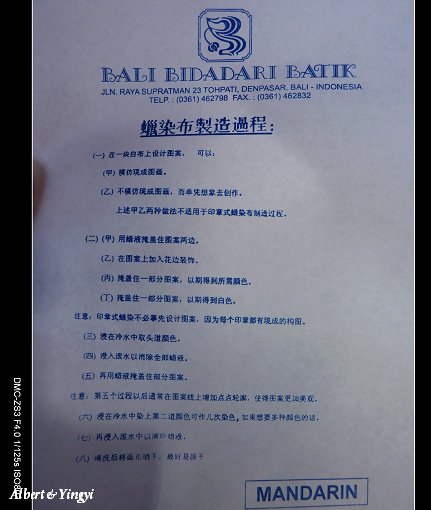 BALI BIDADARI BATIK
JLN. RAYA SUPRATMAN 23 TOHPATI, DENPASAR. BALI - INDONESIA
TELP. : (0361) 462798 FAX. : (0361) 462832
蠟染布製造過程：
(一) 在一块白布上设计图案， 可以：
(甲) 模仿现成图画。
(乙) 不模仿现成图画，而单凭想象去创作。
上述甲乙两种做法不适用于印章式蜡染布制造过程。
(二) (甲) 用蜡液掩盖住图案两边。
(乙) 在图案上加入花边装饰。
(丙) 掩盖住一部分图案，以期得到所需颜色。
(丁) 掩盖住一部分图案，以期得到白色。
注意：印章式蜡染不必事先设计图案，因为每个印章都有现成的构图。
(三) 浸在冷水中取头道颜色。
(四) 浸入滚水以消除全部蜡液。
(五) 再用蜡液掩盖住部分图案。
注意：第五个过程以后通常在图案线上增加点点轮廓，使得图案更加美观。
(六) 浸在冷水中染上第二道颜色可作几次染色，如果想要多种颜色的话。
(七) 再浸入滚水中以清除蜡液。
(八) 清洗后将画布晒干，最好是凉干
MANDARIN
DMC-ZS3 F4.0 1/125s
Albert & Yingyi